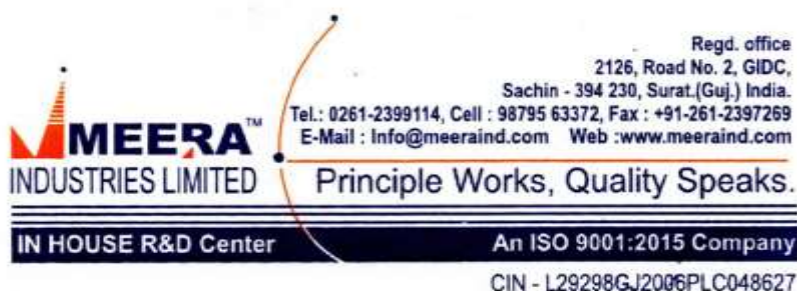 MEERA™
INDUSTRIES LIMITED
Regd. office
2126, Road No. 2, GIDC,
Sachin - 394 230, Surat.(Guj.) India.
Tel.: 0261-2399114, Cell : 98795 63372, Fax : +91-261-2397269
E-Mail : Info@meeraind.com Web :www.meeraind.com
Principle Works, Quality Speaks.
IN HOUSE R&D Center
An ISO 9001:2015 Company
CIN - L29298GJ2006PLC048627